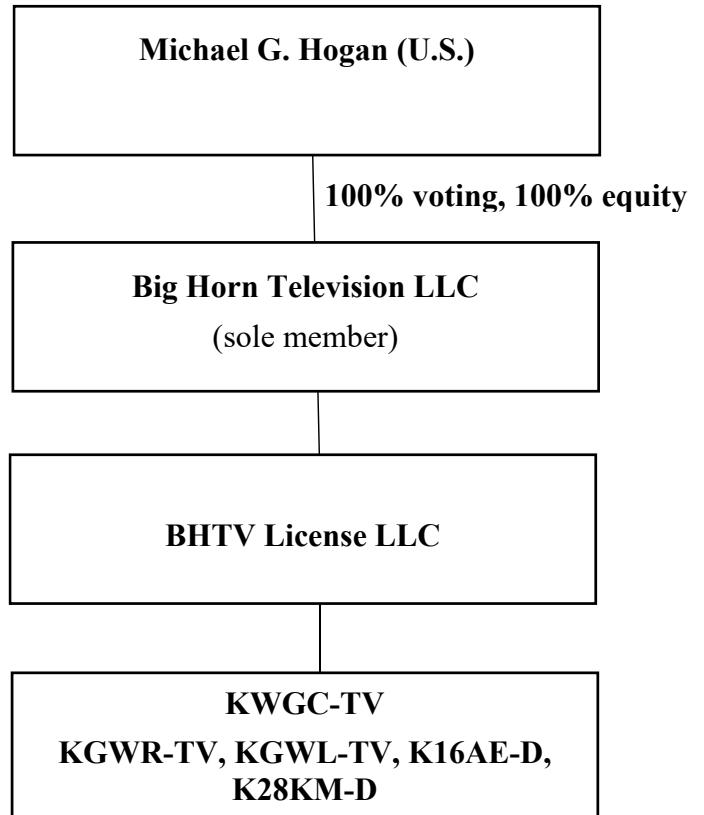 Michael G. Hogan (U.S.)
100% voting, 100% equity
Big Horn Television LLC
(sole member)
BHTV License LLC
KWGC-TV
KGWR-TV, KGWL-TV, K16AE-D,
K28KM-D